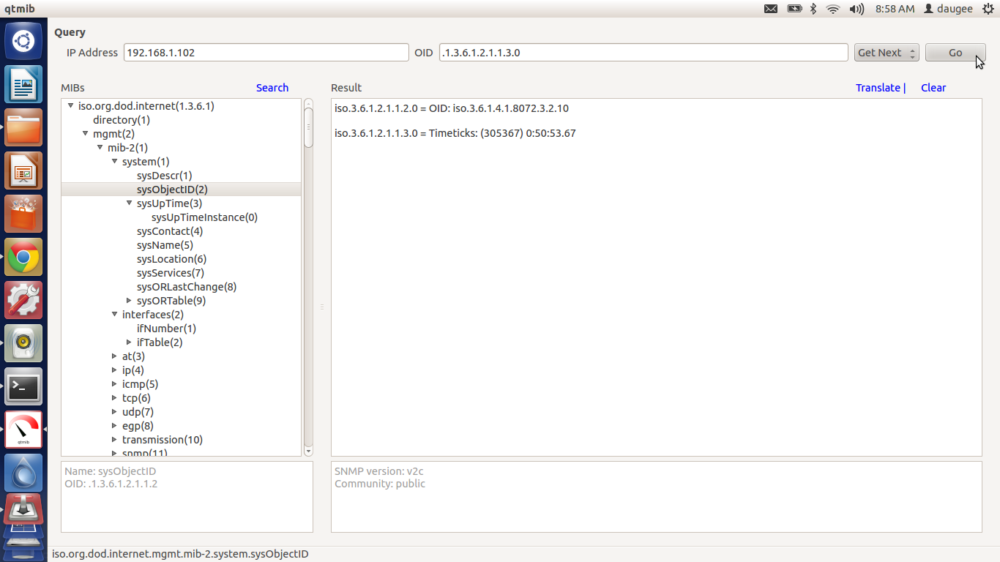 qtmib
8:58 AM
daugee
Query
IP Address
192.168.1.102
OID
.1.3.6.1.2.1.1.3.0
Get Next
Go
MIBs
Search
iso.org.dod.internet(1.3.6.1)
directory(1)
mgmt(2)
mib-2(1)
system(1)
sysDescr(1)
sysObjectID(2)
sysUpTime(3)
sysUpTimeInstance(0)
sysContact(4)
sysName(5)
sysLocation(6)
sysServices(7)
sysORLastChange(8)
sysORTable(9)
interfaces(2)
ifNumber(1)
ifTable(2)
at(3)
ip(4)
icmp(5)
tcp(6)
udp(7)
egp(8)
transmission(10)
snmp(11)
Result
Translate |
Clear
iso.3.6.1.2.1.1.2.0 = OID: iso.3.6.1.4.1.8072.3.2.10
iso.3.6.1.2.1.1.3.0 = Timeticks: (305367) 0:50:53.67
Name: sysObjectID
OID: .1.3.6.1.2.1.1.2
SNMP version: v2c
Community: public
qtmib
iso.org.dod.internet.mgmt.mib-2.system.sysObjectID